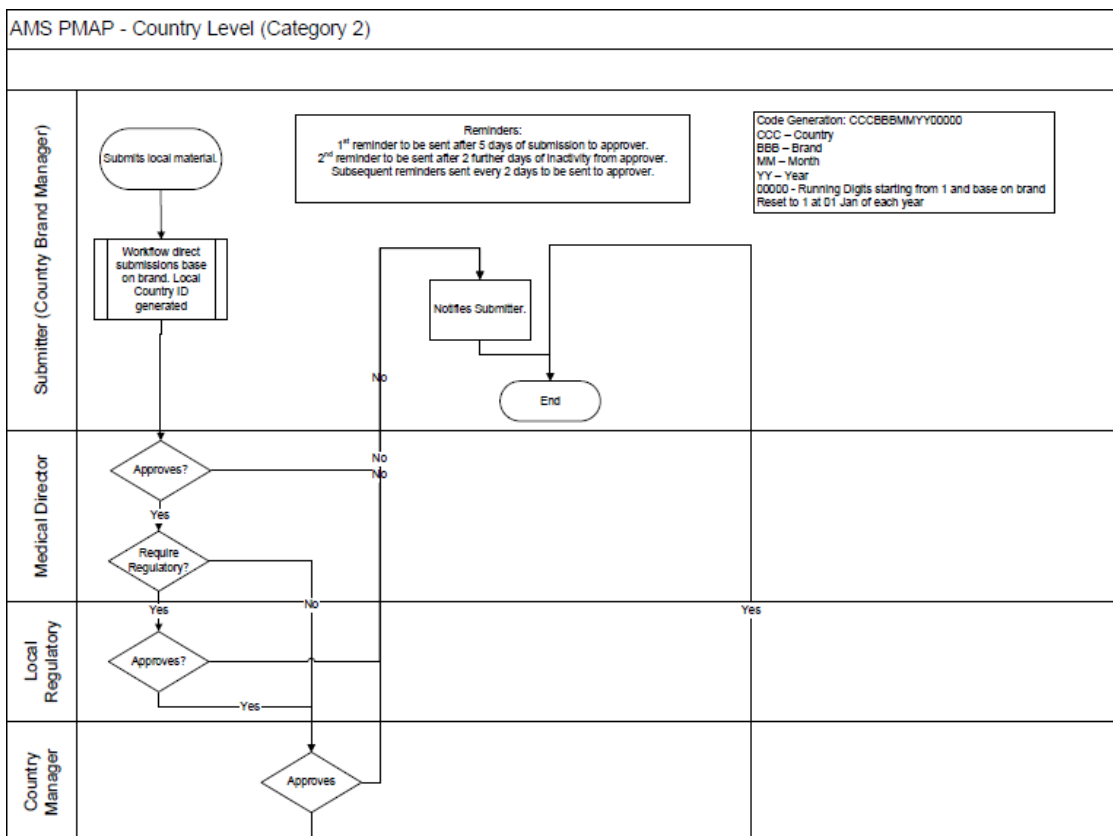 AMS PMAP - Country Level (Category 2)
Submitter (Country Brand Manager)
Submits local material.
Reminders:
1st reminder to be sent after 5 days of submission to approver.
2nd reminder to be sent after 2 further days of inactivity from approver.
Subsequent reminders sent every 2 days to be sent to approver.
Code Generation: CCCBBBMMYY00000
CCC – Country
BBB – Brand
MM – Month
YY – Year
00000 - Running Digits starting from 1 and base on brand
Reset to 1 at 01 Jan of each year
Workflow direct
submissions base
on brand. Local
Country ID
generated
Notifies Submitter.
No
End
Medical Director
Approves?
No
No
Yes
Require
Regulatory?
No
Yes
Yes
Local
Regulatory
Approves?
Yes
Country
Manager
Approves